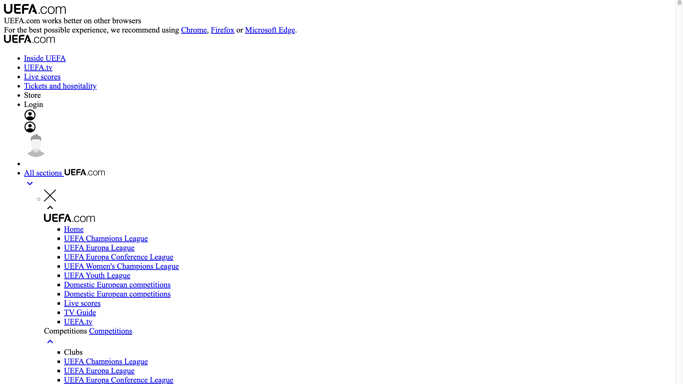 UEFA.com
UEFA.com works better on other browsers
For the best possible experience, we recommend using Chrome, Firefox or Microsoft Edge.
UEFA.com
Inside UEFA
UEFA.tv
Live scores
Tickets and hospitality
Store
Login
All sections UEFA.com
UEFA.com
Home
UEFA Champions League
UEFA Europa League
UEFA Europa Conference League
UEFA Women's Champions League
UEFA Youth League
Domestic European competitions
Domestic European competitions
Live scores
TV Guide
UEFA.tv
Competitions Competitions
Clubs
UEFA Champions League
UEFA Europa League
UEFA Europa Conference League